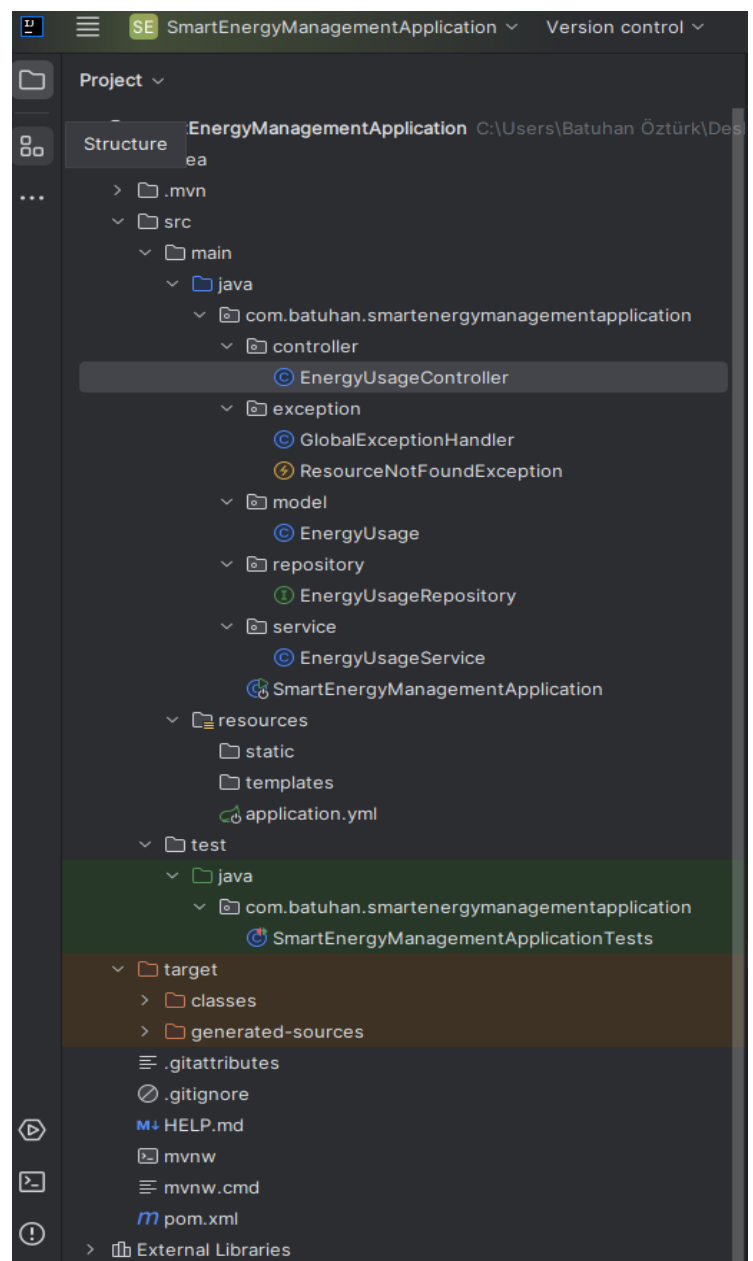 SE SmartEnergyManagementApplication Version control
Project
EnergyManagementApplication C:\Users\Batuhan Öztürk\Des
Structure
ea
.mvn
src
main
java
com.batuhan.smartenergymanagementapplication
controller
EnergyUsageController
exception
GlobalExceptionHandler
ResourceNotFoundException
model
EnergyUsage
repository
EnergyUsageRepository
service
EnergyUsageService
SmartEnergyManagementApplication
resources
static
templates
application.yml
test
java
com.batuhan.smartenergymanagementapplication
SmartEnergyManagementApplicationTests
target
classes
generated-sources
.gitattributes
.gitignore
M↓ HELP.md
mvnw
mvnw.cmd
m pom.xml
External Libraries